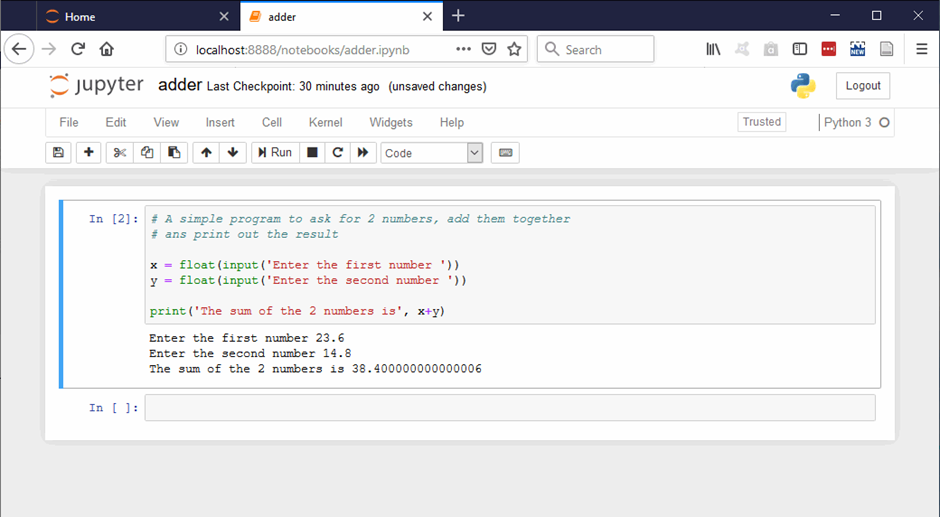 Home
adder
localhost:8888/notebooks/adder.ipynb
Search
NEW
jupyter adder Last Checkpoint: 30 minutes ago (unsaved changes)
Logout
File Edit View Insert Cell Kernel Widgets Help
Trusted
Python 3
Run
Code
In [2]:
# A simple program to ask for 2 numbers, add them together
# ans print out the result
x = float(input('Enter the first number '))
y = float(input('Enter the second number '))
print('The sum of the 2 numbers is', x+y)
Enter the first number 23.6
Enter the second number 14.8
The sum of the 2 numbers is 38.400000000000006
In [ ]: